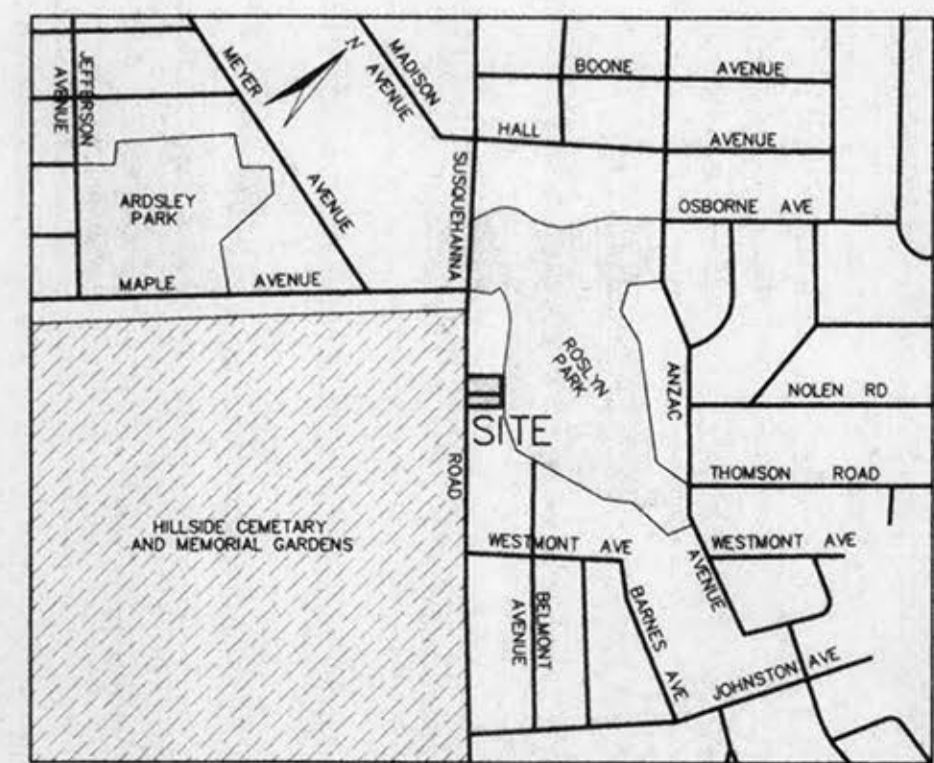 JEFFERSON
AVENUE
MEYER
AVENUE
N
MADISON
AVENUE
BOONE AVENUE
HALL AVENUE
SUSQUEHANNA
ROAD
OSBORNE AVE
ARDSLEY
PARK
MAPLE AVENUE
ROSLYN
PARK
ANZAC
AVENUE
NOLEN RD
SITE
THOMSON ROAD
HILLSIDE CEMETARY
AND MEMORIAL GARDENS
WESTMONT AVE
WESTMONT AVE
BELMONT
AVENUE
BARNES AVE
JOHNSTON AVE